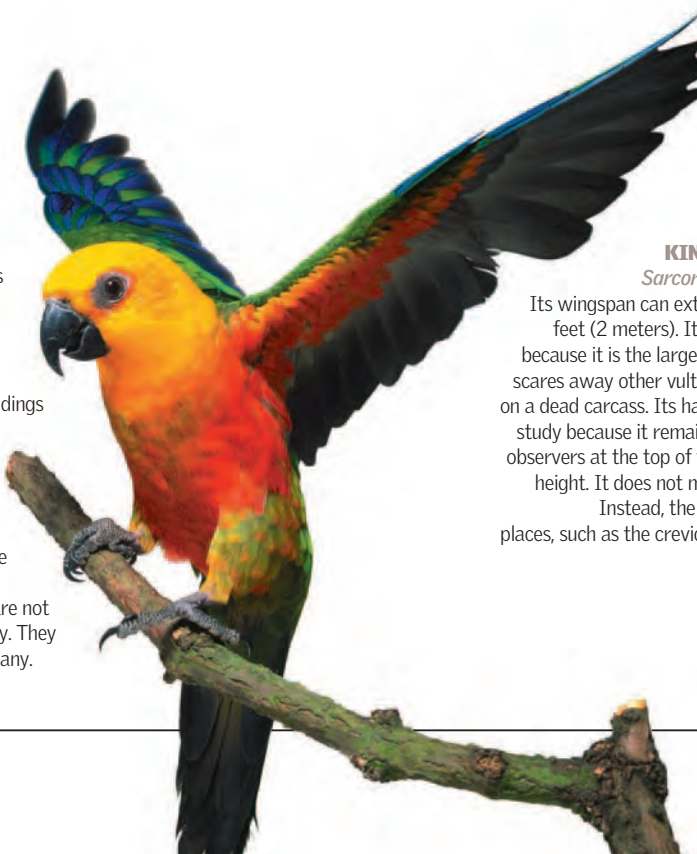 s
dings
e
are not
y. They
any.
KIN
Sarcor
Its wingspan can ext
feet (2 meters). It
because it is the large
scares away other vult
on a dead carcass. Its ha
study because it remai
observers at the top of
height. It does not m
Instead, the
places, such as the crevic